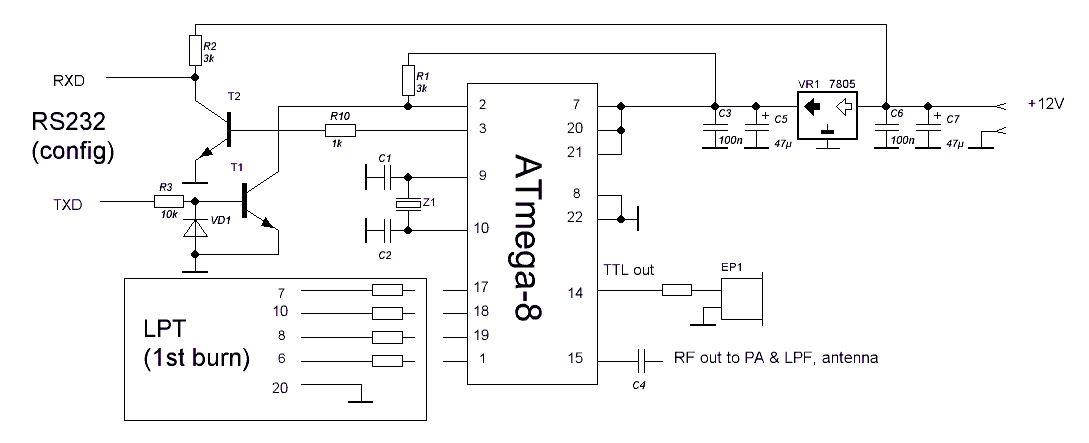 R2
3k
RXD
T2
RS232
(config)
R10
1k
T1
TXD
R3
10k
VD1
R1
3k
C1
Z1
C2
2
3
9
10
17
18
19
1
ATmega-8
7
20
21
8
22
14
15
LPT
(1st burn)
7
10
8
6
20
TTL out
EP1
C4
RF out to PA & LPF, antenna
C3
100n
C5
+
47µ
VR1 7805
C6
100n
C7
+
47µ
+12V